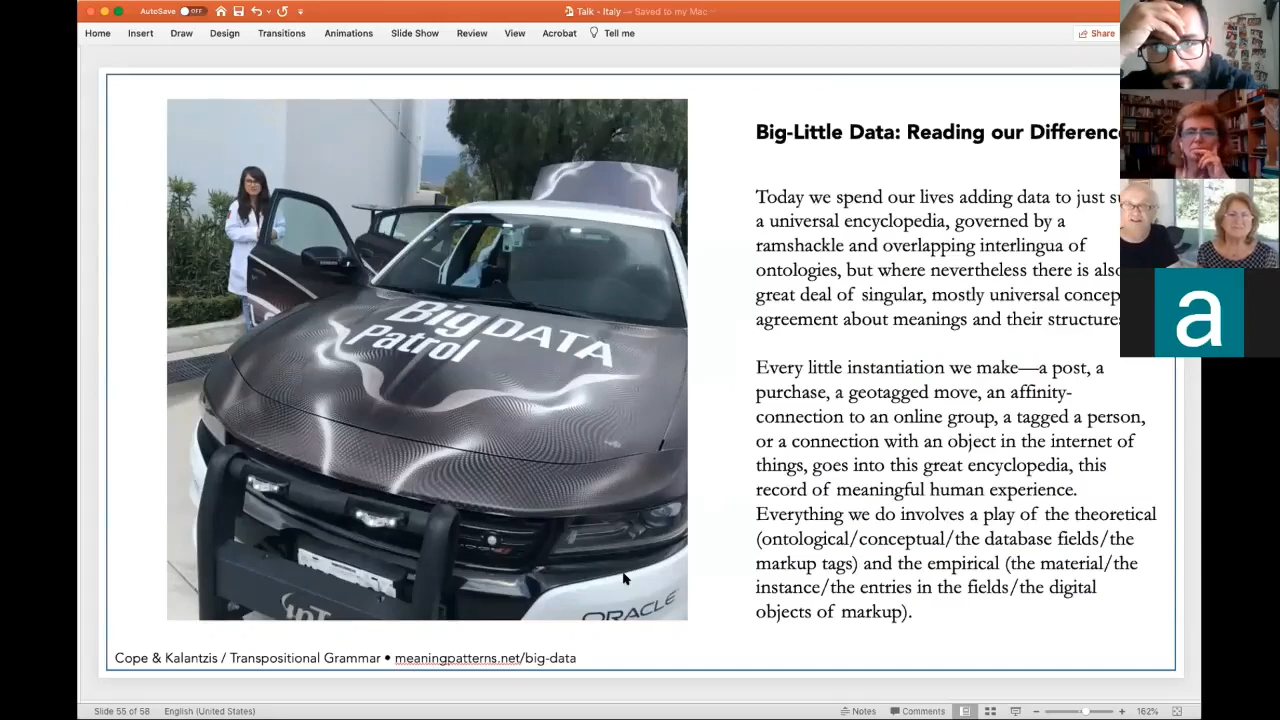 AutoSave OFF
Talk - Italy — Saved to my Mac
Home Insert Draw Design Transitions Animations Slide Show Review View Acrobat Tell me
Share
Big-Little Data: Reading our Differenc
Today we spend our lives adding data to just s
a universal encyclopedia, governed by a
ramshackle and overlapping interlingua of
ontologies, but where nevertheless there is also
great deal of singular, mostly universal concep
agreement about meanings and their structures
Every little instantiation we make—a post, a
purchase, a geotagged move, an affinity-
connection to an online group, a tagged a person,
or a connection with an object in the internet of
things, goes into this great encyclopedia, this
record of meaningful human experience.
Everything we do involves a play of the theoretical
(ontological/conceptual/the database fields/the
markup tags) and the empirical (the material/the
instance/the entries in the fields/the digital
objects of markup).
Big DATA
Patrol
ORACLE
Cope & Kalantzis / Transpositional Grammar • meaningpatterns.net/big-data
a
Slide 55 of 58 English (United States)
Notes Comments 162%